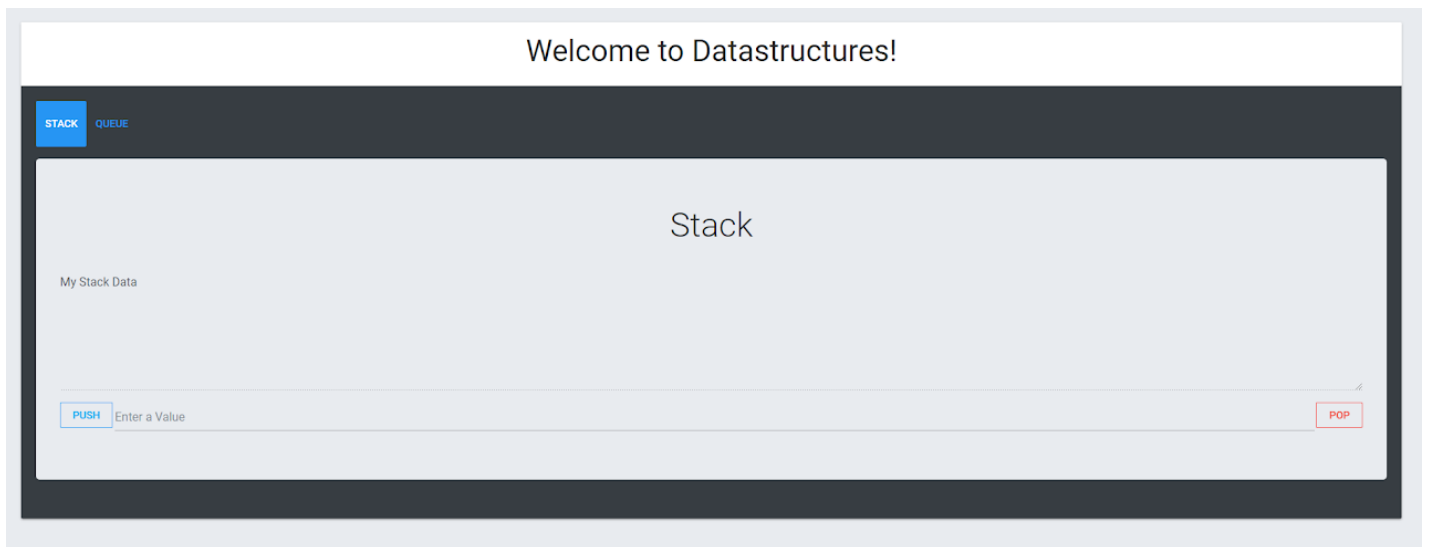 Welcome to Datastructures!
STACK QUEUE
Stack
My Stack Data
PUSH Enter a Value POP